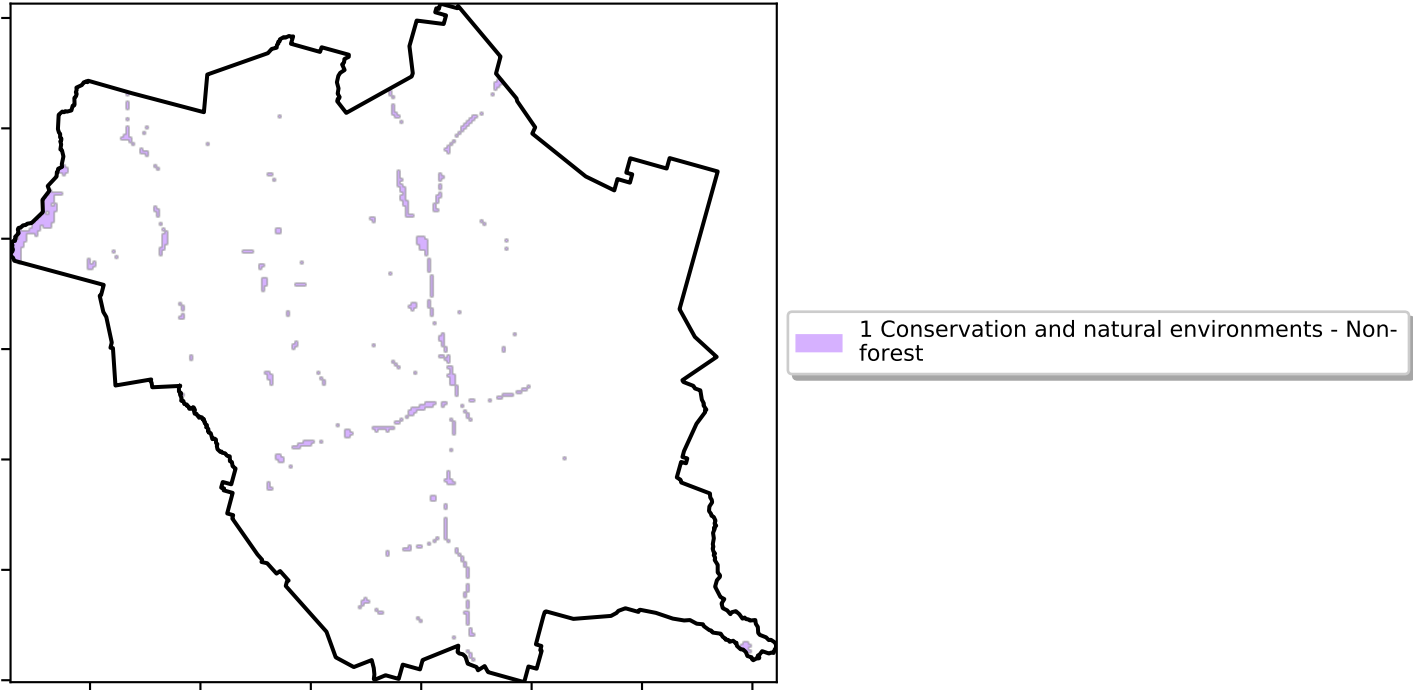 1 Conservation and natural environments - Non-
forest